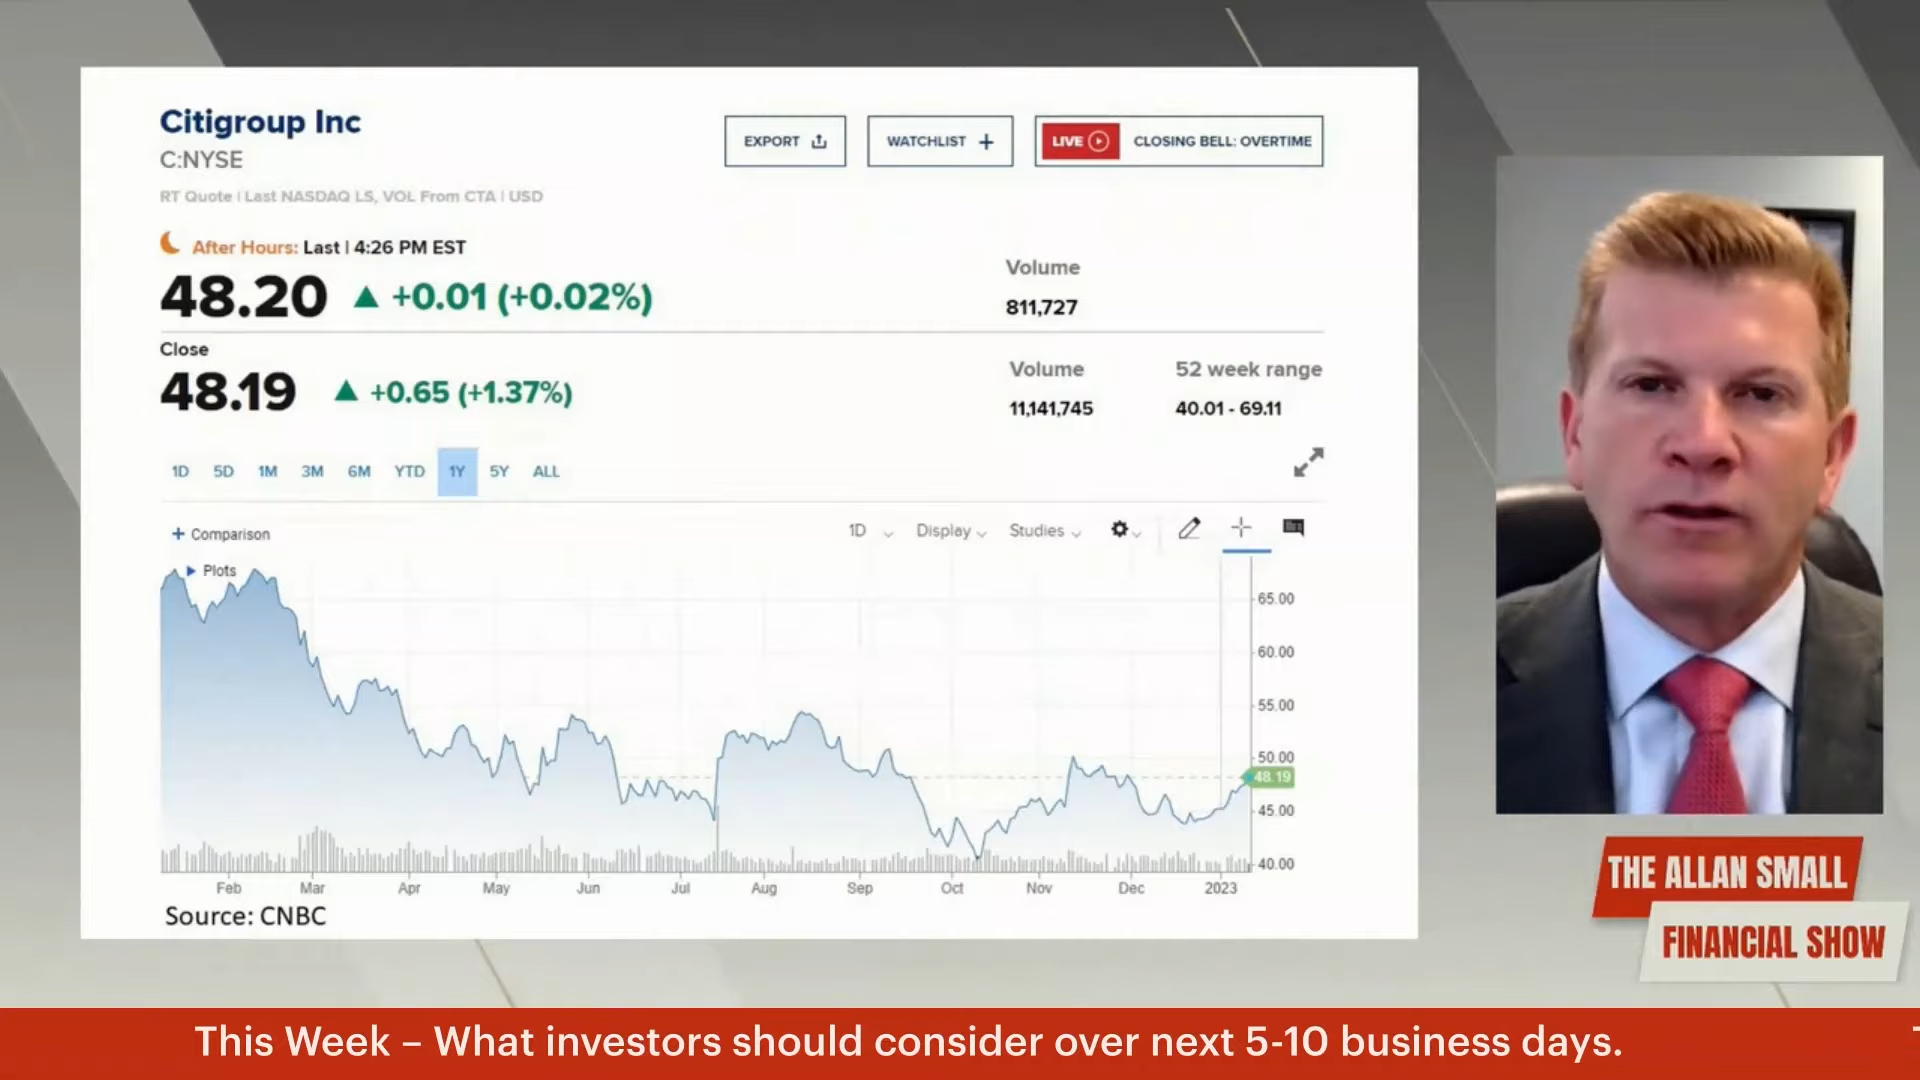 Citigroup Inc
C:NYSE
RT Quote | Last NASDAQ LS, VOL From CTA | USD
EXPORT
WATCHLIST +
LIVE CLOSING BELL: OVERTIME
After Hours: Last | 4:26 PM EST
48.20 ▲ +0.01 (+0.02%)
Volume
811,727
Close
48.19 ▲ +0.65 (+1.37%)
Volume
11,141,745
52 week range
40.01 - 69.11
1D 5D 1M 3M 6M YTD 1Y 5Y ALL
+ Comparison
1D Display Studies
Plots
65.00
60.00
55.00
50.00
48.19
45.00
40.00
Feb Mar Apr May Jun Jul Aug Sep Oct Nov Dec 2023
Source: CNBC
THE ALLAN SMALL
FINANCIAL SHOW
This Week – What investors should consider over next 5-10 business days.